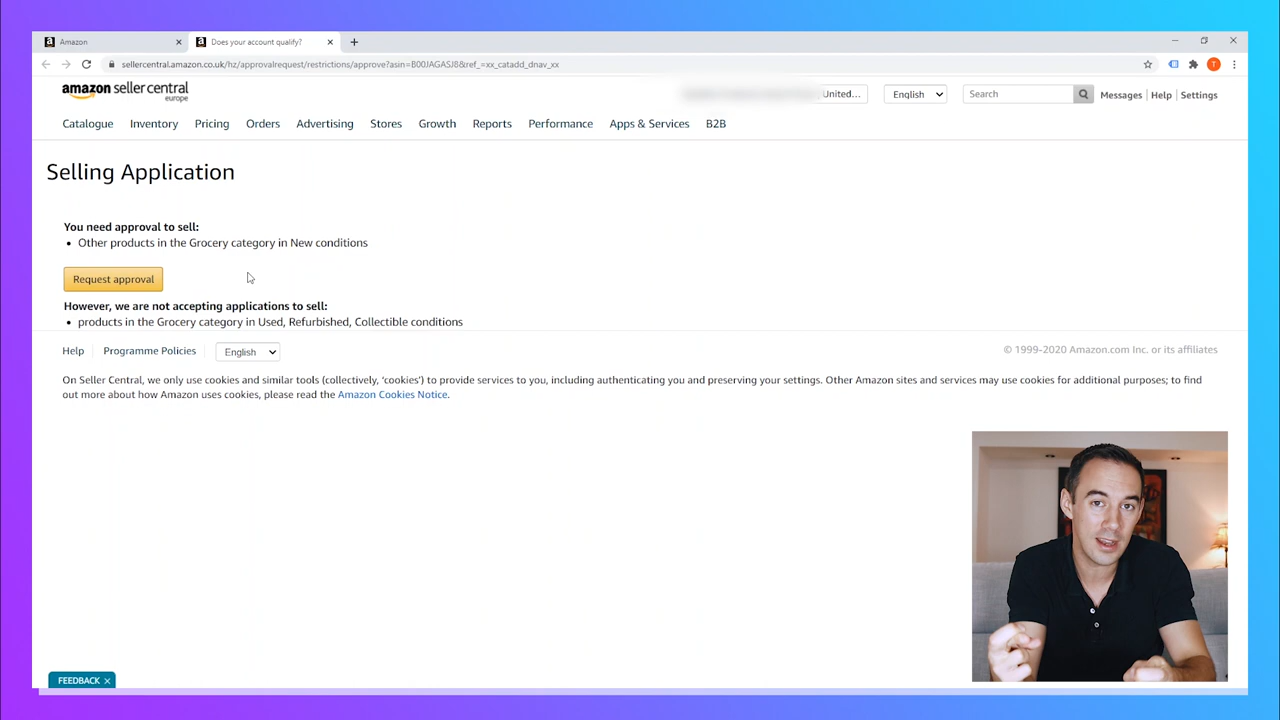 Amazon
Does your account qualify?
sellercentral.amazon.co.uk/hz/approvalrequest/restrictions/approve?asin=B00JAGASJ8&ref_=xx_catadd_dnav_xx
T
amazon seller central
europe
United...
English
Search
Messages | Help | Settings
Catalogue Inventory Pricing Orders Advertising Stores Growth Reports Performance Apps & Services B2B
Selling Application
You need approval to sell:
• Other products in the Grocery category in New conditions
Request approval
However, we are not accepting applications to sell:
• products in the Grocery category in Used, Refurbished, Collectible conditions
Help | Programme Policies
English
© 1999-2020 Amazon.com Inc. or its affiliates
On Seller Central, we only use cookies and similar tools (collectively, 'cookies') to provide services to you, including authenticating you and preserving your settings. Other Amazon sites and services may use cookies for additional purposes; to find
out more about how Amazon uses cookies, please read the Amazon Cookies Notice.
FEEDBACK